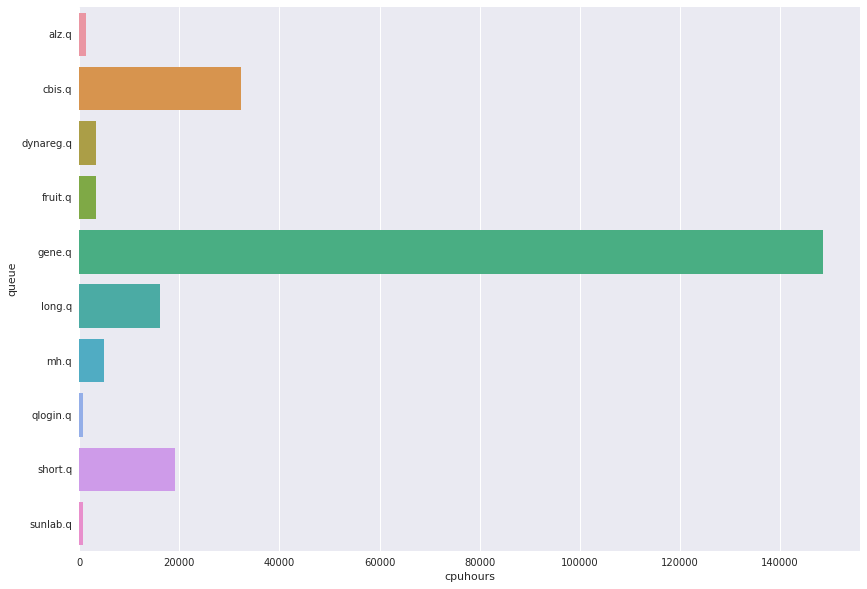 alz.q
cbis.q
dynareg.q
fruit.q
gene.q
long.q
mh.q
qlogin.q
short.q
sunlab.q
queue
0 20000 40000 60000 80000 100000 120000 140000
cpuhours